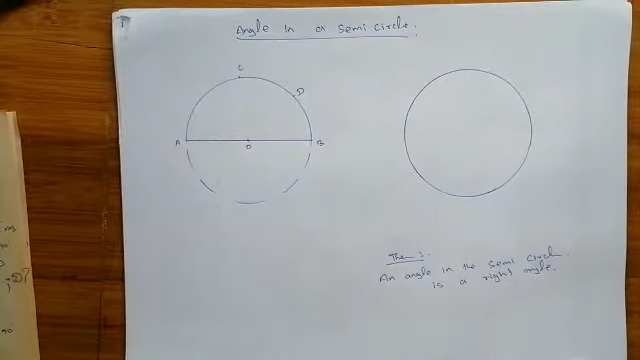 Angle in a semi circle.
C
D
A
O
B
Thm :-
An angle in the semi circle
is a right angle.